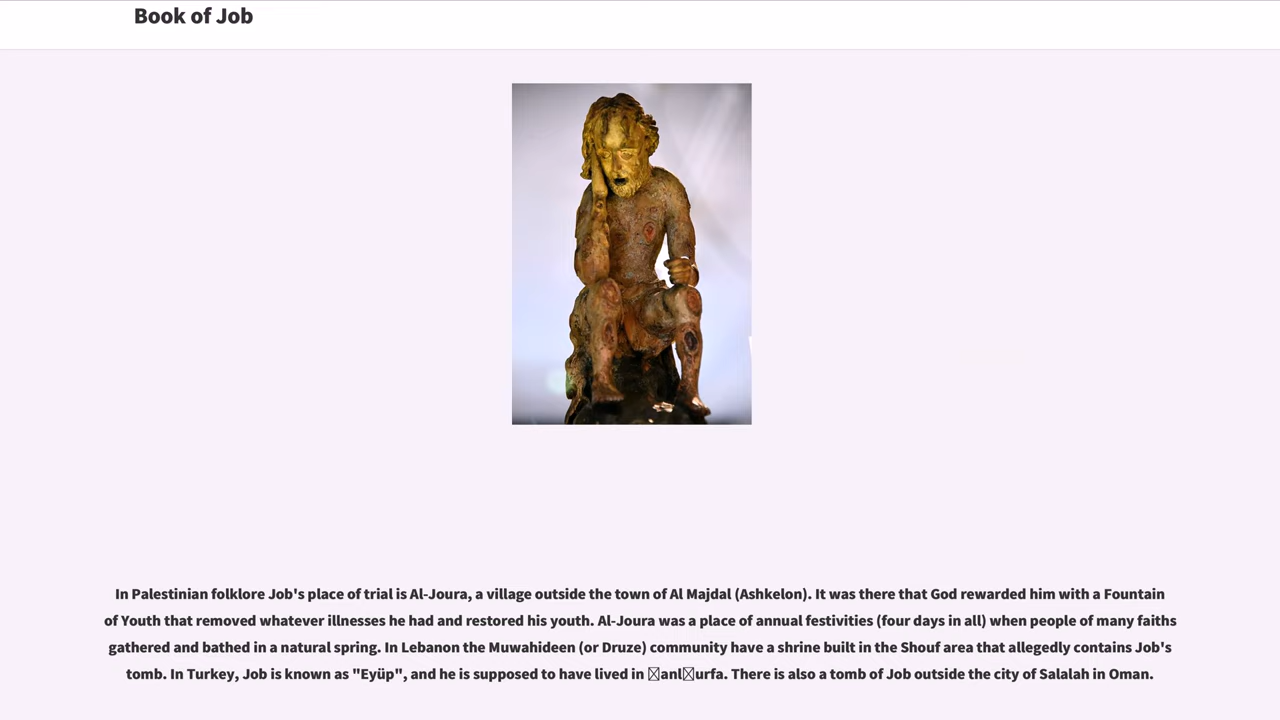 Book of Job
In Palestinian folklore Job's place of trial is Al-Joura, a village outside the town of Al Majdal (Ashkelon). It was there that God rewarded him with a Fountain
of Youth that removed whatever illnesses he had and restored his youth. Al-Joura was a place of annual festivities (four days in all) when people of many faiths
gathered and bathed in a natural spring. In Lebanon the Muwahideen (or Druze) community have a shrine built in the Shouf area that allegedly contains Job's
tomb. In Turkey, Job is known as "Eyüp", and he is supposed to have lived in □anl□urfa. There is also a tomb of Job outside the city of Salalah in Oman.